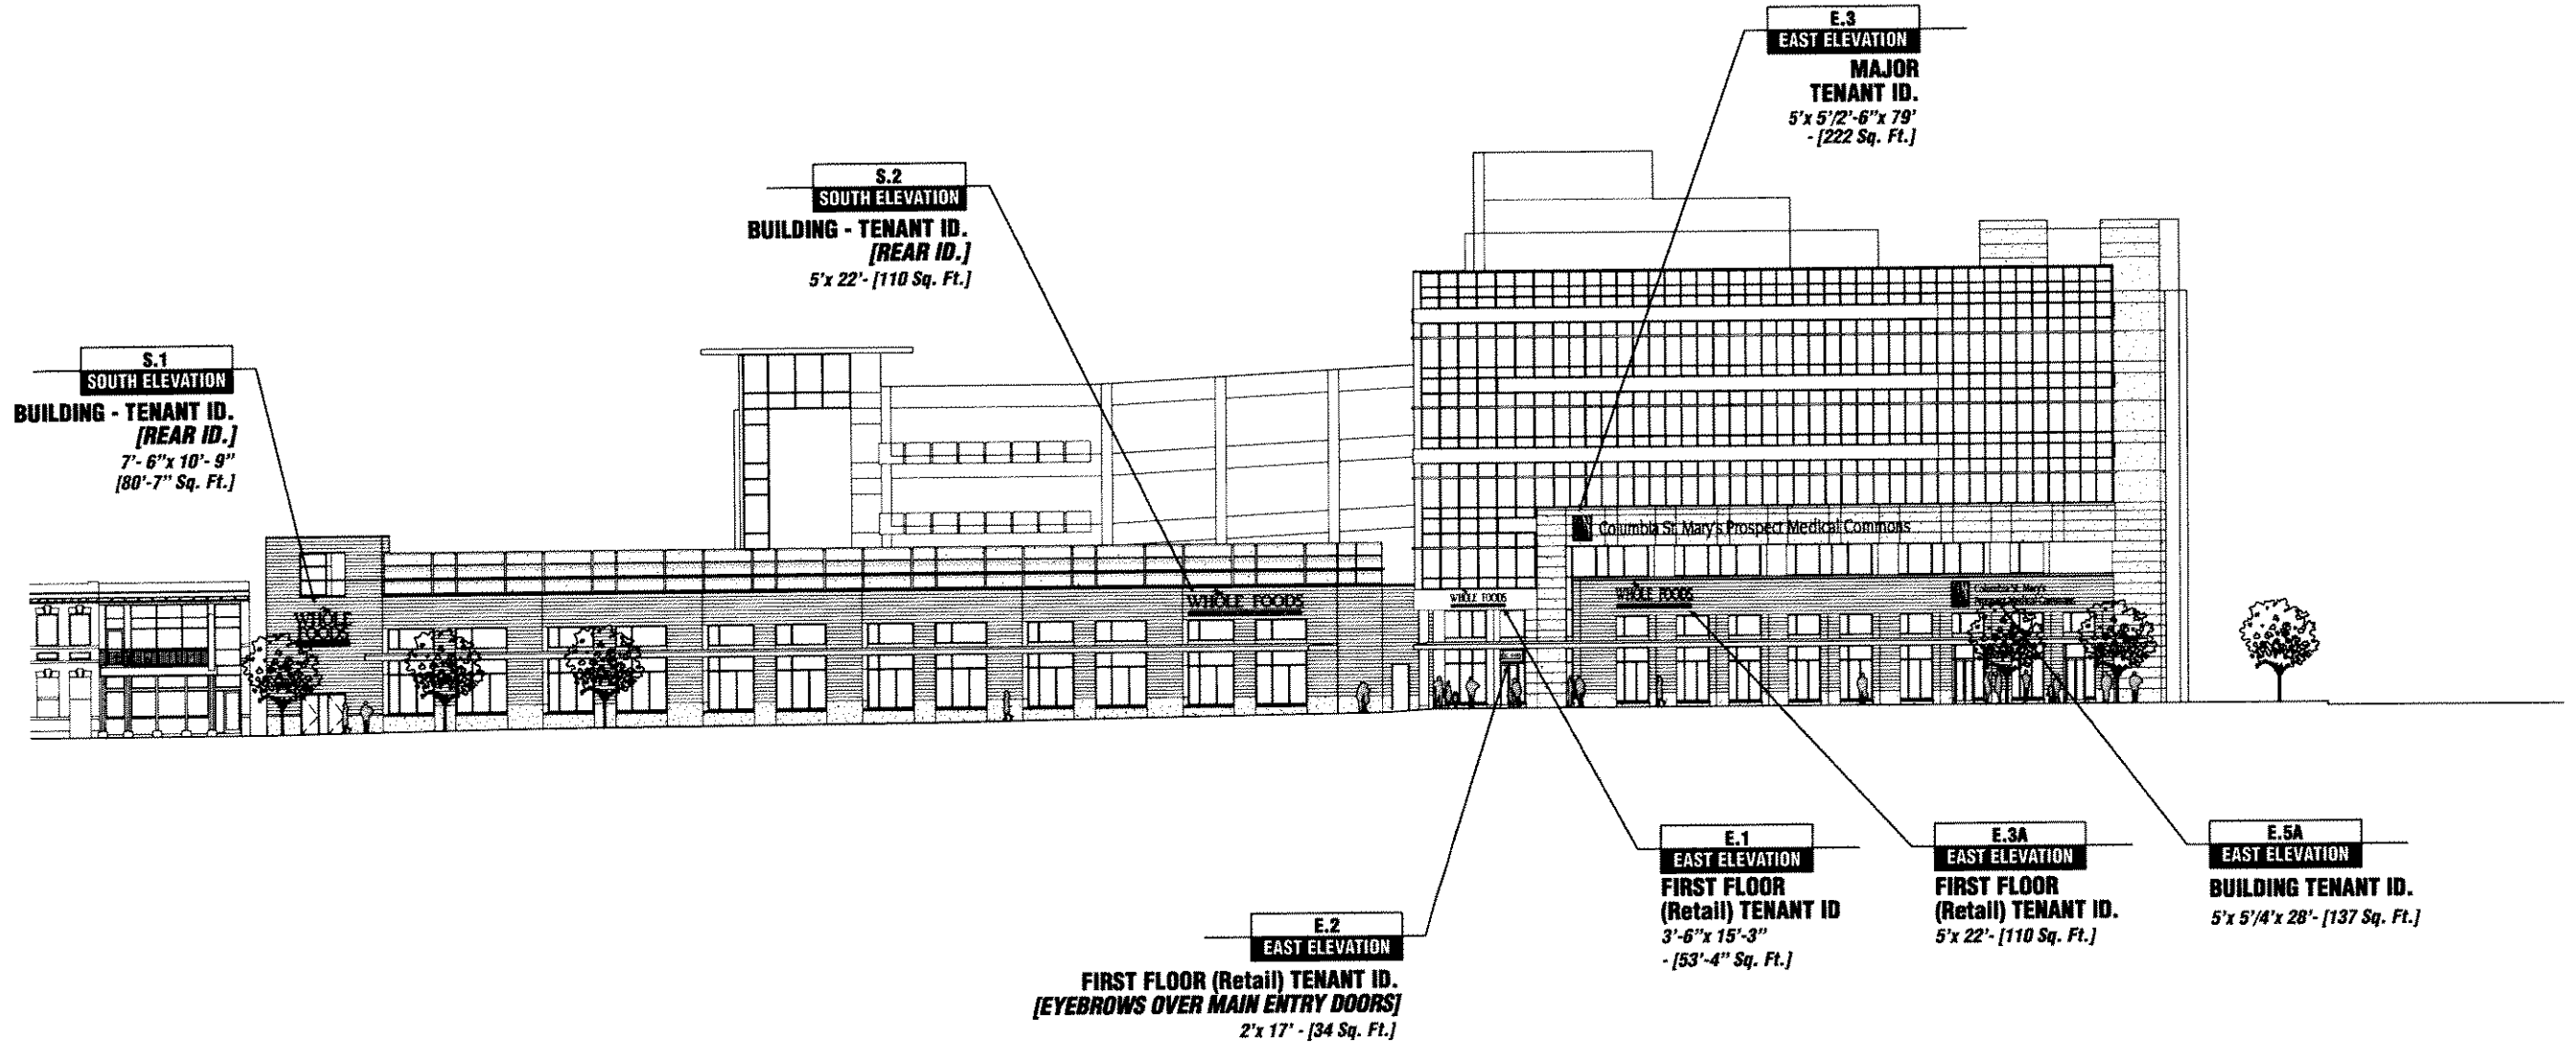 E.3
EAST ELEVATION
MAJOR
TENANT ID.
5'x 5'/2'-6"x 79'
- [222 Sq. Ft.]
S.2
SOUTH ELEVATION
BUILDING - TENANT ID.
[REAR ID.]
5'x 22'- [110 Sq. Ft.]
S.1
SOUTH ELEVATION
BUILDING - TENANT ID.
[REAR ID.]
7'- 6"x 10'- 9"
[80'-7" Sq. Ft.]
Columbia St. Mary's Prospect Medical Commons
WHOLE
FOODS
WHOLE FOODS
WHOLE FOODS
WHOLE FOODS
Columbia St. Mary's
E.1
EAST ELEVATION
FIRST FLOOR
(Retail) TENANT ID
3'-6"x 15'-3"
- [53'-4" Sq. Ft.]
E.3A
EAST ELEVATION
FIRST FLOOR
(Retail) TENANT ID.
5'x 22'- [110 Sq. Ft.]
E.5A
EAST ELEVATION
BUILDING TENANT ID.
5'x 5'/4'x 28'- [137 Sq. Ft.]
E.2
EAST ELEVATION
FIRST FLOOR (Retail) TENANT ID.
[EYEBROWS OVER MAIN ENTRY DOORS]
2'x 17' - [34 Sq. Ft.]